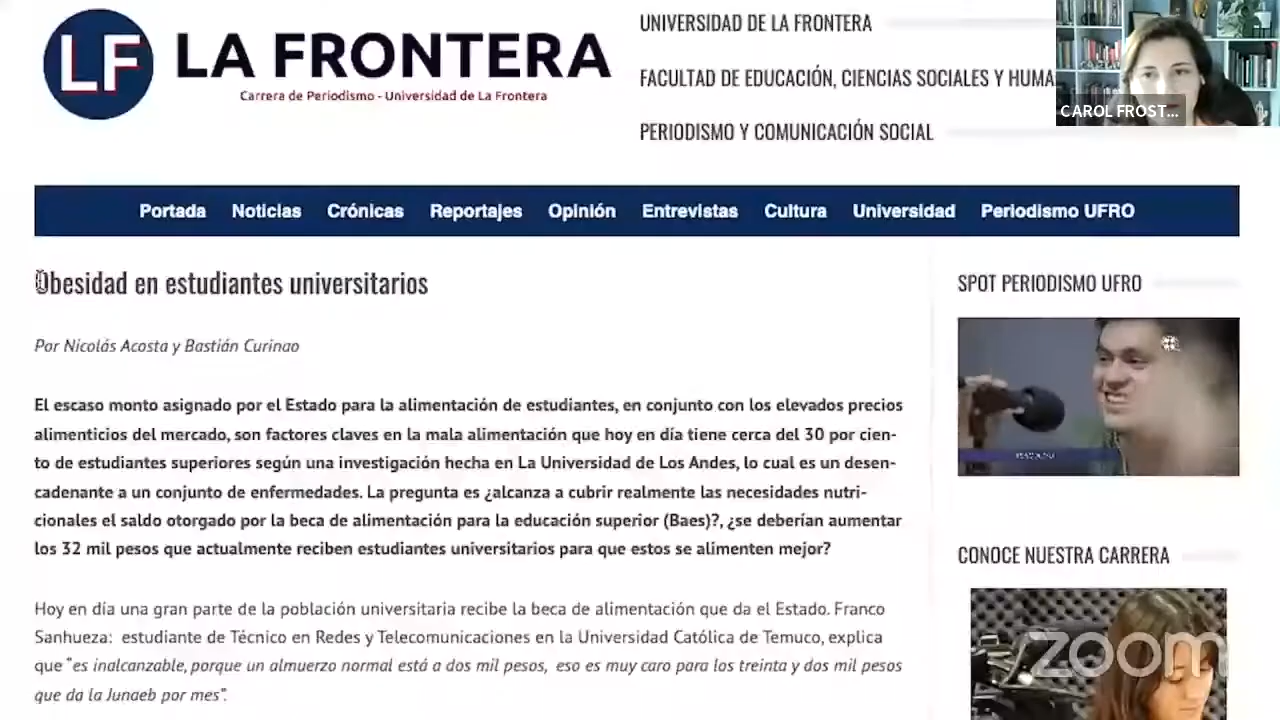 LF
LA FRONTERA
Carrera de Periodismo - Universidad de La Frontera
UNIVERSIDAD DE LA FRONTERA
FACULTAD DE EDUCACIÓN, CIENCIAS SOCIALES Y HUMA
PERIODISMO Y COMUNICACIÓN SOCIAL
CAROL FROST...
Portada Noticias Crónicas Reportajes Opinión Entrevistas Cultura Universidad Periodismo UFRO
Obesidad en estudiantes universitarios
Por Nicolás Acosta y Bastián Curinao
El escaso monto asignado por el Estado para la alimentación de estudiantes, en conjunto con los elevados precios
alimenticios del mercado, son factores claves en la mala alimentación que hoy en día tiene cerca del 30 por cien-
to de estudiantes superiores según una investigación hecha en La Universidad de Los Andes, lo cual es un desen-
cadenante a un conjunto de enfermedades. La pregunta es ¿alcanza a cubrir realmente las necesidades nutri-
cionales el saldo otorgado por la beca de alimentación para la educación superior (Baes)?, ¿se deberían aumentar
los 32 mil pesos que actualmente reciben estudiantes universitarios para que estos se alimenten mejor?
Hoy en día una gran parte de la población universitaria recibe la beca de alimentación que da el Estado. Franco
Sanhueza: estudiante de Técnico en Redes y Telecomunicaciones en la Universidad Católica de Temuco, explica
que "es inalcanzable, porque un almuerzo normal está a dos mil pesos, eso es muy caro para los treinta y dos mil pesos
que da la Junaeb por mes".
SPOT PERIODISMO UFRO
CONOCE NUESTRA CARRERA
zoom